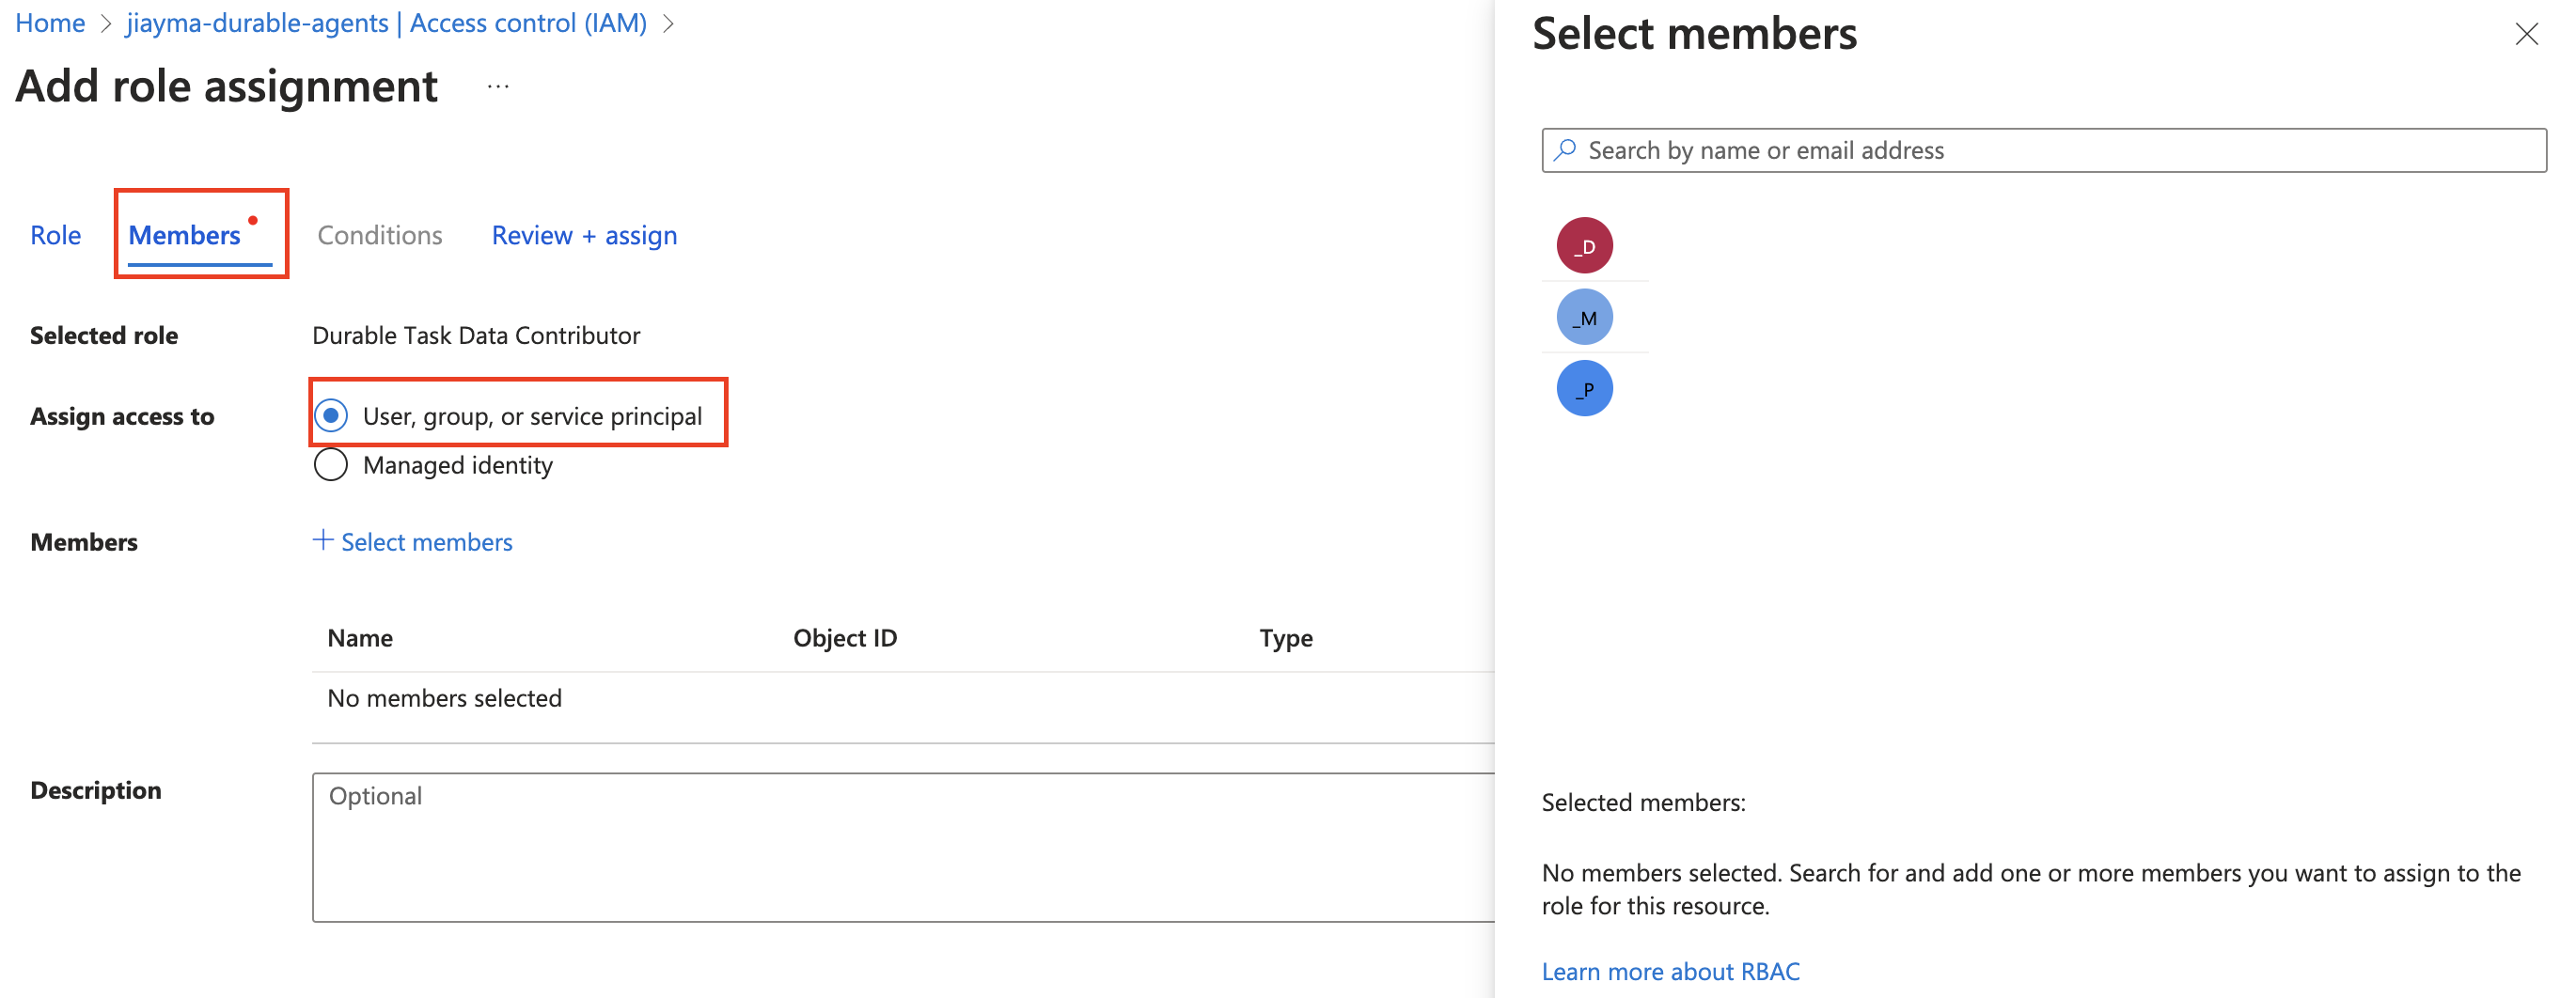 Home > jiayma-durable-agents | Access control (IAM) >
Add role assignment ...
Role Members Conditions Review + assign
Selected role Durable Task Data Contributor
Assign access to User, group, or service principal
Managed identity
Members + Select members
Name Object ID Type
No members selected
Description Optional
Select members
Search by name or email address
_D
_M
_P
Selected members:
No members selected. Search for and add one or more members you want to assign to the
role for this resource.
Learn more about RBAC